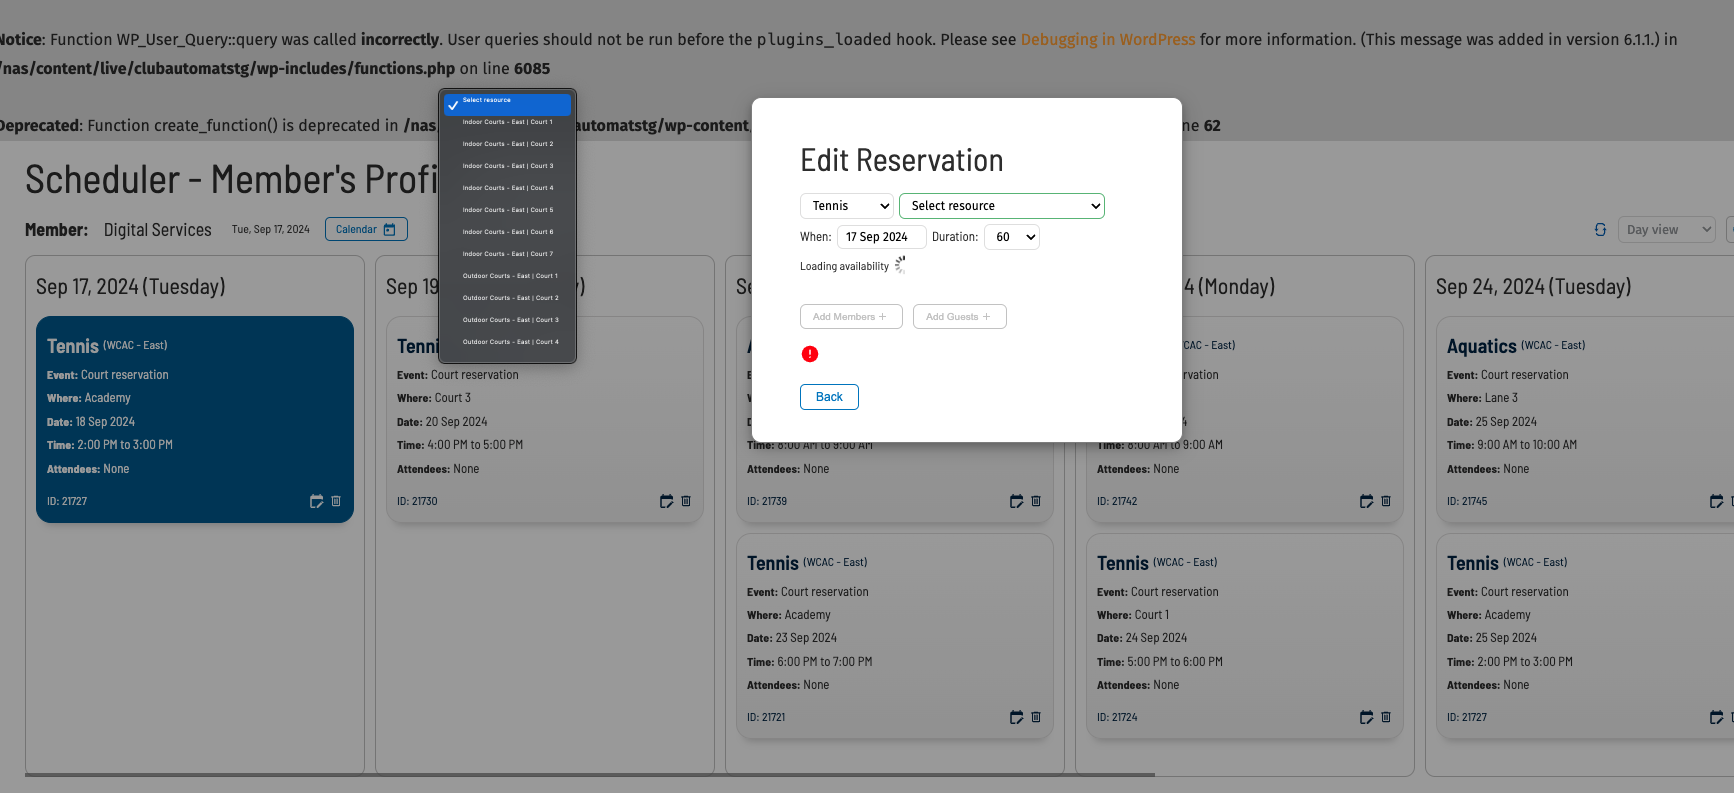 Notice: Function WP_User_Query::query was called incorrectly. User queries should not be run before the plugins_loaded hook. Please see Debugging in WordPress for more information. (This message was added in version 6.1.1.) in
/nas/content/live/clubautomatstg/wp-includes/functions.php on line 6085
Deprecated: Function create_function() is deprecated in /nas
automatstg/wp-content
ne 62
Select resource
Indoor Courts - East | Court 1
Indoor Courts - East | Court 2
Indoor Courts - East | Court 3
Indoor Courts - East | Court 4
Indoor Courts - East | Court 5
Indoor Courts - East | Court 6
Indoor Courts - East | Court 7
Outdoor Courts - East | Court 1
Outdoor Courts - East | Court 2
Outdoor Courts - East | Court 3
Outdoor Courts - East | Court 4
Edit Reservation
Tennis Select resource
When: 17 Sep 2024 Duration: 60
Loading availability
Add Members + Add Guests +
!
Back
Scheduler - Member's Profi
Member: Digital Services Tue, Sep 17, 2024 Calendar
Day view
Sep 17, 2024 (Tuesday)
Tennis (WCAC - East)
Event: Court reservation
Where: Academy
Date: 18 Sep 2024
Time: 2:00 PM to 3:00 PM
Attendees: None
ID: 21727
Sep 19
Tenni
Event: Court reservation
Where: Court 3
Date: 20 Sep 2024
Time: 4:00 PM to 5:00 PM
Attendees: None
ID: 21730
Time: 8:00 AM to 9:00 AM
Attendees: None
ID: 21739
Tennis (WCAC - East)
Event: Court reservation
Where: Academy
Date: 23 Sep 2024
Time: 6:00 PM to 7:00 PM
Attendees: None
ID: 21721
4 (Monday)
CAC - East)
rvation
4
Time: 8:00 AM to 9:00 AM
Attendees: None
ID: 21742
Tennis (WCAC - East)
Event: Court reservation
Where: Court 1
Date: 24 Sep 2024
Time: 5:00 PM to 6:00 PM
Attendees: None
ID: 21724
Sep 24, 2024 (Tuesday)
Aquatics (WCAC - East)
Event: Court reservation
Where: Lane 3
Date: 25 Sep 2024
Time: 9:00 AM to 10:00 AM
Attendees: None
ID: 21745
Tennis (WCAC - East)
Event: Court reservation
Where: Academy
Date: 25 Sep 2024
Time: 2:00 PM to 3:00 PM
Attendees: None
ID: 21727